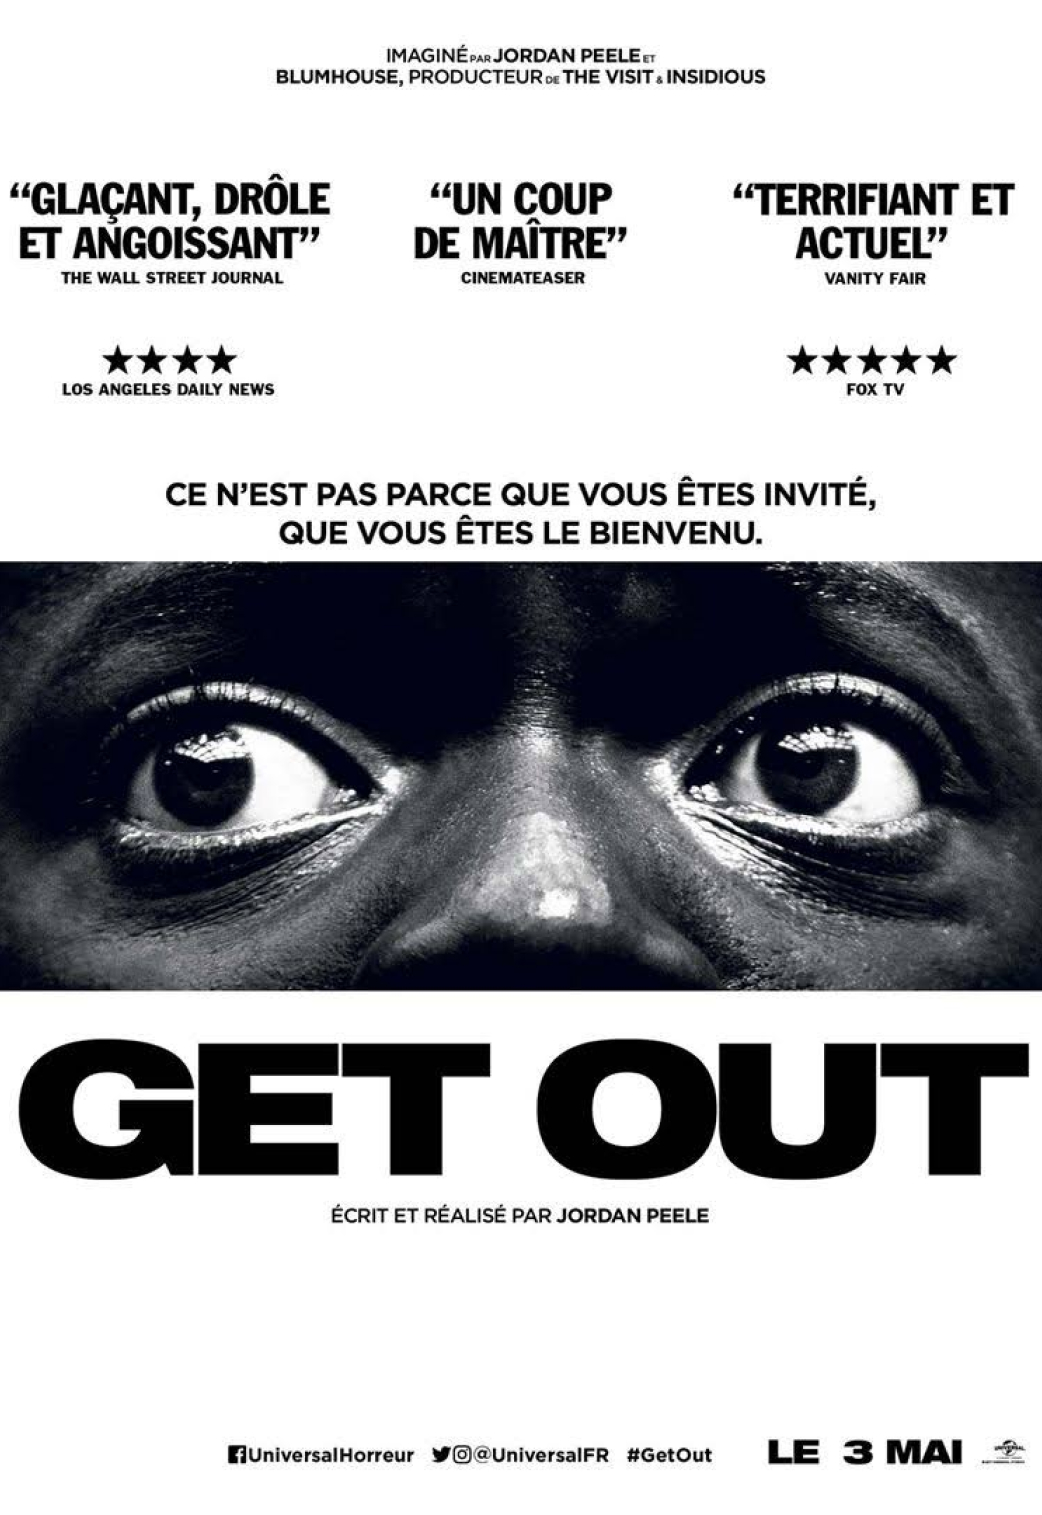 IMAGINÉ PAR JORDAN PEELE ET
BLUMHOUSE, PRODUCTEUR DE THE VISIT & INSIDIOUS
“GLAÇANT, DRÔLE
ET ANGOISSANT”
THE WALL STREET JOURNAL
“UN COUP
DE MAÎTRE”
CINEMATEASER
“TERRIFIANT ET
ACTUEL”
VANITY FAIR
★★★★
LOS ANGELES DAILY NEWS
★★★★★
FOX TV
CE N’EST PAS PARCE QUE VOUS ÊTES INVITÉ,
QUE VOUS ÊTES LE BIENVENU.
GET OUT
ÉCRIT ET RÉALISÉ PAR JORDAN PEELE
UniversalHorreur @UniversalFR #GetOut LE 3 MAI UNIVERSAL